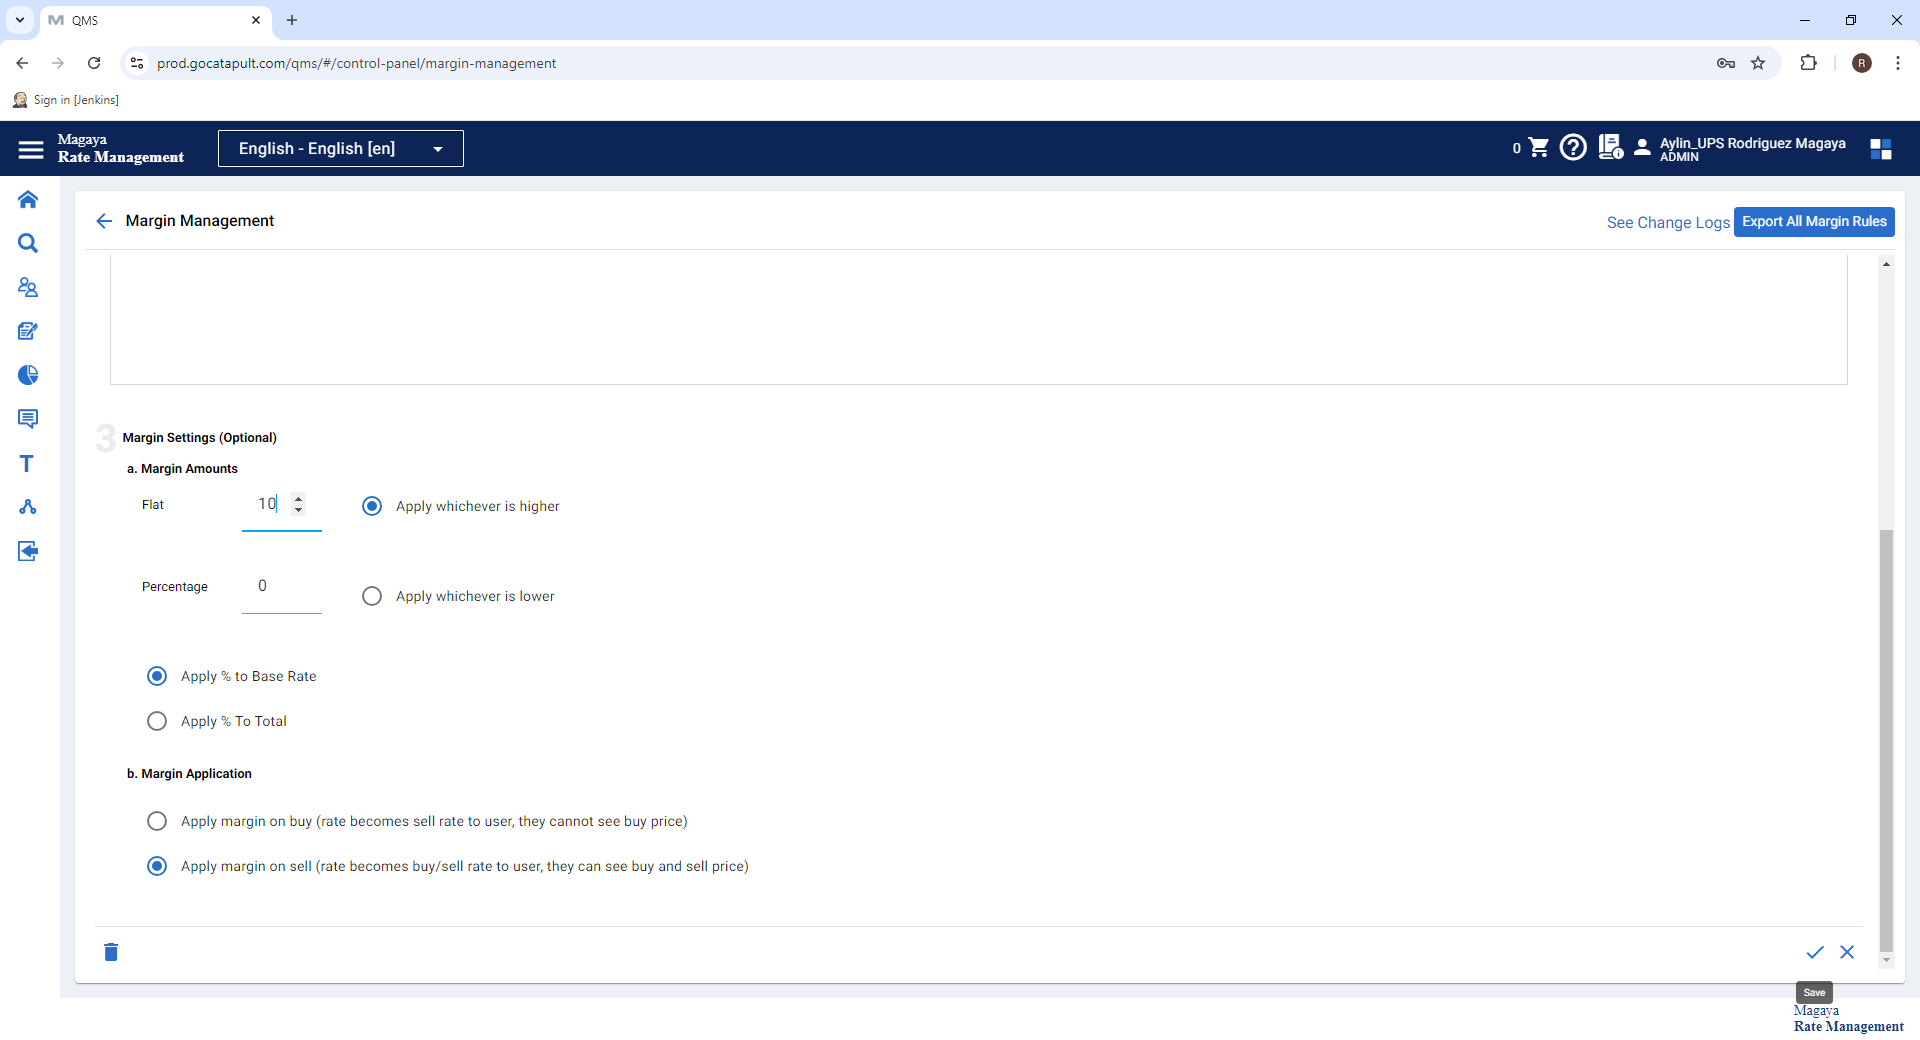 QMS
prod.gocatapult.com/qms/#/control-panel/margin-management
R
Sign in [Jenkins]
Magaya
Rate Management
English - English [en]
0
Aylin_UPS Rodriguez Magaya
ADMIN
Margin Management
See Change Logs
Export All Margin Rules
3 Margin Settings (Optional)
a. Margin Amounts
Flat 10 Apply whichever is higher
Percentage 0 Apply whichever is lower
Apply % to Base Rate
Apply % To Total
b. Margin Application
Apply margin on buy (rate becomes sell rate to user, they cannot see buy price)
Apply margin on sell (rate becomes buy/sell rate to user, they can see buy and sell price)
Save
Magaya
Rate Management